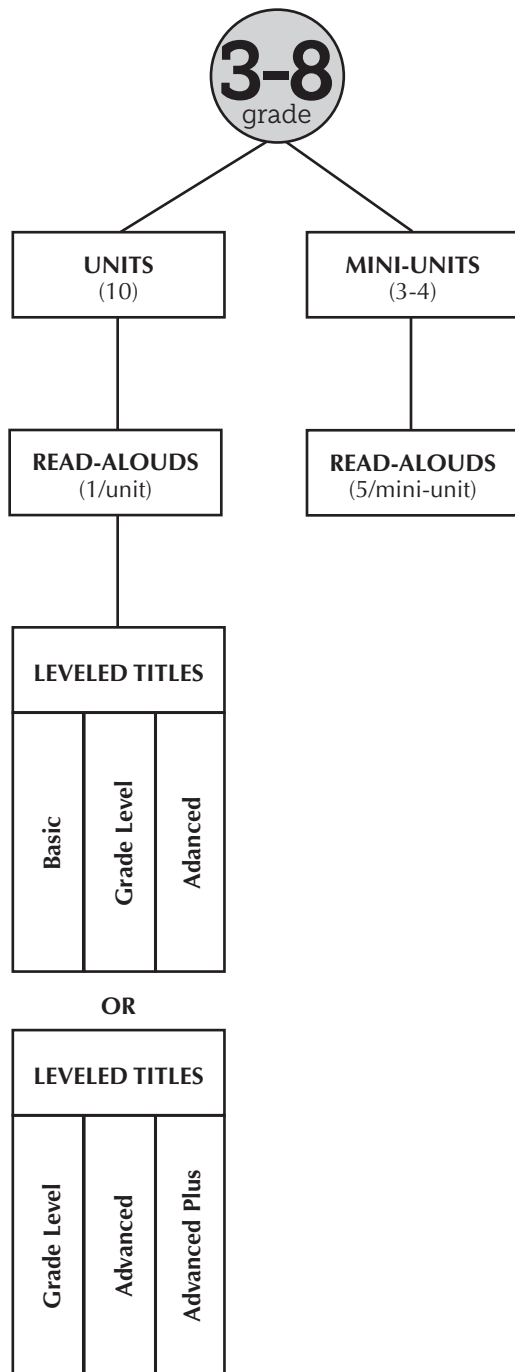 3-8
grade
UNITS
(10)
MINI-UNITS
(3-4)
READ-ALOUDS
(1/unit)
READ-ALOUDS
(5/mini-unit)
LEVELED TITLES
Basic
Grade Level
Adanced
OR
LEVELED TITLES
Grade Level
Advanced
Advanced Plus